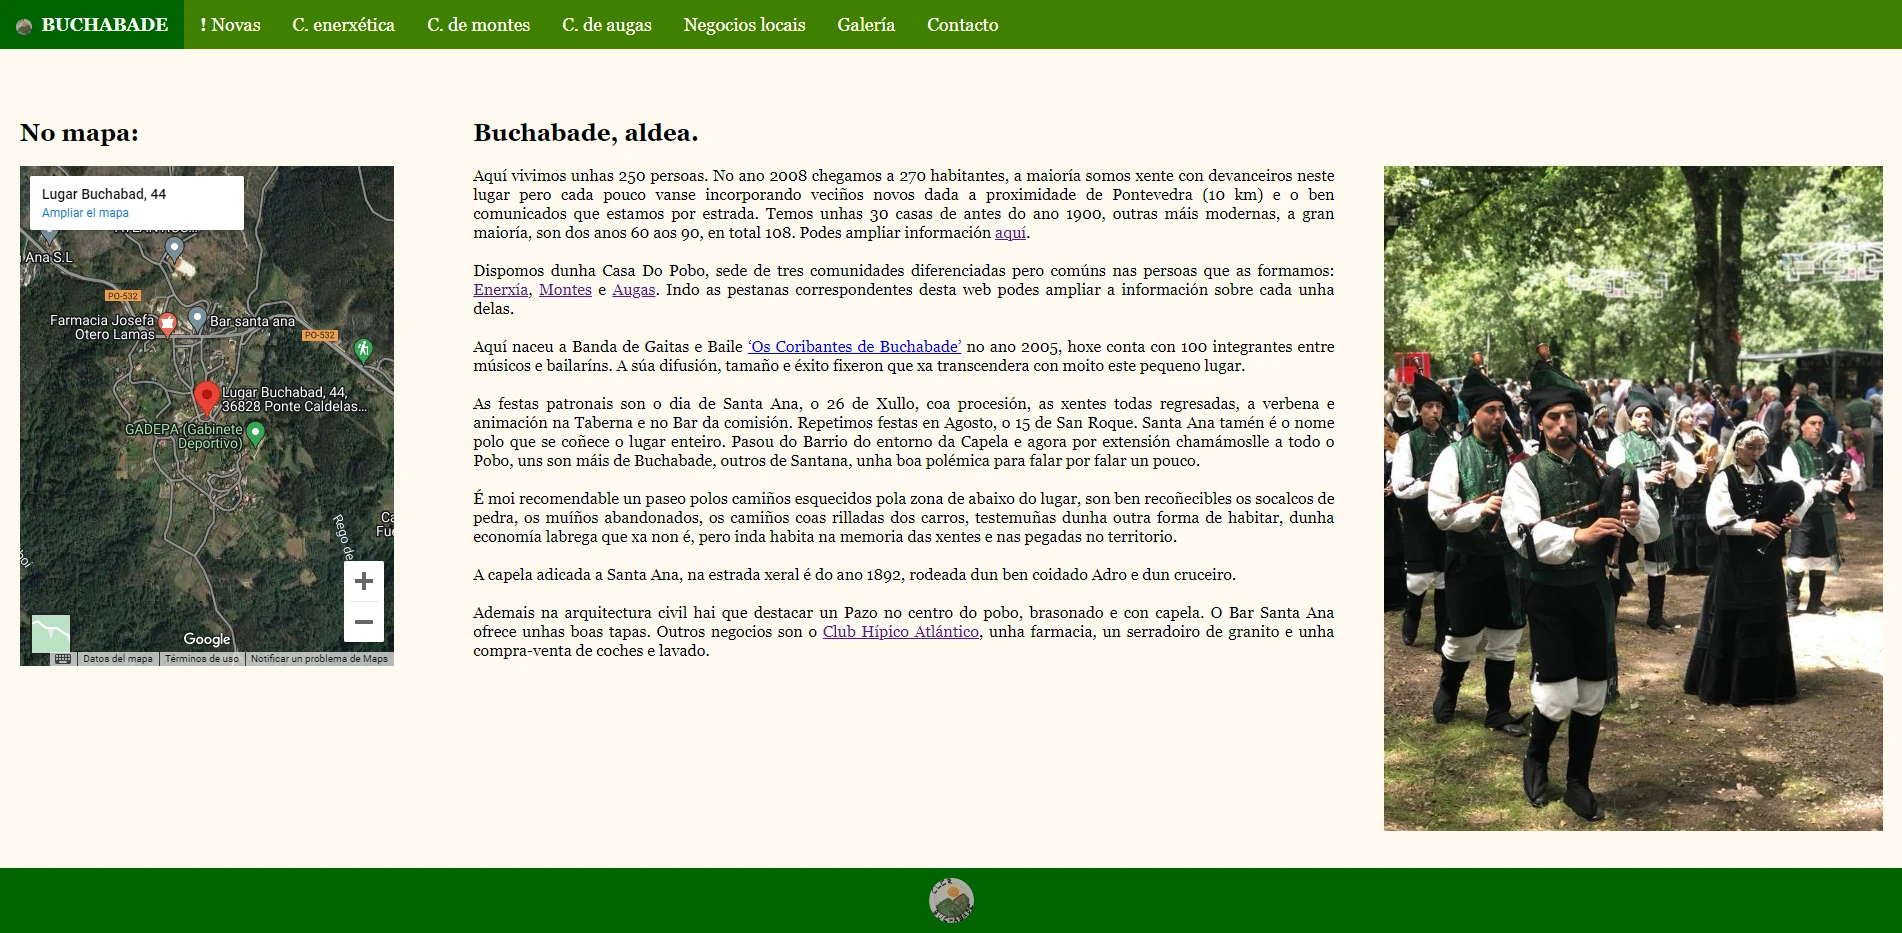 BUCHABADE ! Novas C. enerxética C. de montes C. de augas Negocios locais Galería Contacto
No mapa:
Lugar Buchabad, 44
Ampliar el mapa
Ana S.L
PO-532
Farmacia Josefa
Otero Lamas
Bar santa ana
PO-532
Lugar Buchabad, 44,
36828 Ponte Caldelas...
GADEPA (Gabinete
Deportivo)
Rego de
Google
Datos del mapa Términos de uso Notificar un problema de Maps
Buchabade, aldea.
Aquí vivimos unhas 250 persoas. No ano 2008 chegamos a 270 habitantes, a maioría somos xente con devanceiros neste
lugar pero cada pouco vanse incorporando veciños novos dada a proximidade de Pontevedra (10 km) e o ben
comunicados que estamos por estrada. Temos unhas 30 casas de antes do ano 1900, outras máis modernas, a gran
maioría, son dos anos 60 aos 90, en total 108. Podes ampliar información aquí.
Dispomos dunha Casa Do Pobo, sede de tres comunidades diferenciadas pero comúns nas persoas que as formamos:
Enerxía, Montes e Augas. Indo as pestanas correspondentes desta web podes ampliar a información sobre cada unha
delas.
Aquí naceu a Banda de Gaitas e Baile ‘Os Coribantes de Buchabade’ no ano 2005, hoxe conta con 100 integrantes entre
músicos e bailaríns. A súa difusión, tamaño e éxito fixeron que xa transcendera con moito este pequeno lugar.
As festas patronais son o dia de Santa Ana, o 26 de Xullo, coa procesión, as xentes todas regresadas, a verbena e
animación na Taberna e no Bar da comisión. Repetimos festas en Agosto, o 15 de San Roque. Santa Ana tamén é o nome
polo que se coñece o lugar enteiro. Pasou do Barrio do entorno da Capela e agora por extensión chamámoslle a todo o
Pobo, uns son máis de Buchabade, outros de Santana, unha boa polémica para falar por falar un pouco.
É moi recomendable un paseo polos camiños esquecidos pola zona de abaixo do lugar, son ben recoñecibles os socalcos de
pedra, os muíños abandonados, os camiños coas rilladas dos carros, testemuñas dunha outra forma de habitar, dunha
economía labrega que xa non é, pero inda habita na memoria das xentes e nas pegadas no territorio.
A capela adicada a Santa Ana, na estrada xeral é do ano 1892, rodeada dun ben coidado Adro e dun cruceiro.
Ademais na arquitectura civil hai que destacar un Pazo no centro do pobo, brasonado e con capela. O Bar Santa Ana
ofrece unhas boas tapas. Outros negocios son o Club Hípico Atlántico, unha farmacia, un serradoiro de granito e unha
compra-venta de coches e lavado.